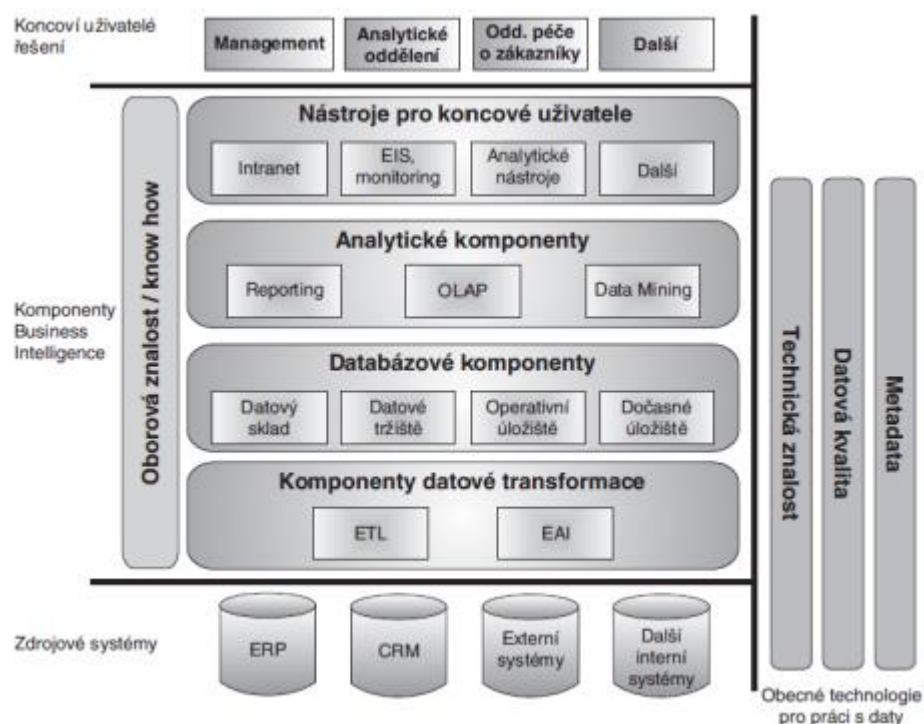 Koncoví uživatelé
řešení
Management
Analytické
oddělení
Odd. péče
o zákazníky
Další
Oborová znalost / know how
Nástroje pro koncové uživatele
Intranet
EIS,
monitoring
Analytické
nástroje
Další
Analytické komponenty
Reporting
OLAP
Data Mining
Komponenty
Business
Intelligence
Databázové komponenty
Datový
sklad
Datové
tržiště
Operativní
úložiště
Dočasné
úložiště
Komponenty datové transformace
ETL
EAI
Technická znalost
Datová kvalita
Metadata
Zdrojové systémy
ERP
CRM
Externí
systémy
Další
interní
systémy
Obecné technologie
pro práci s daty